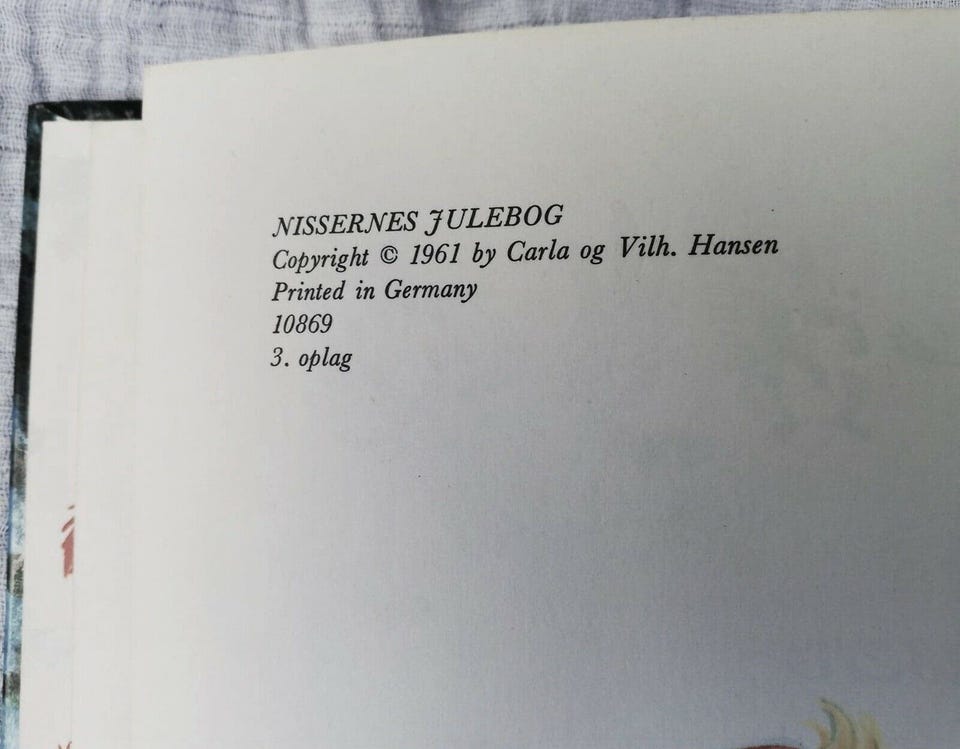 NISSERNES JULEBOG
Copyright © 1961 by Carla og Vilh. Hansen
Printed in Germany
10869
3. oplag